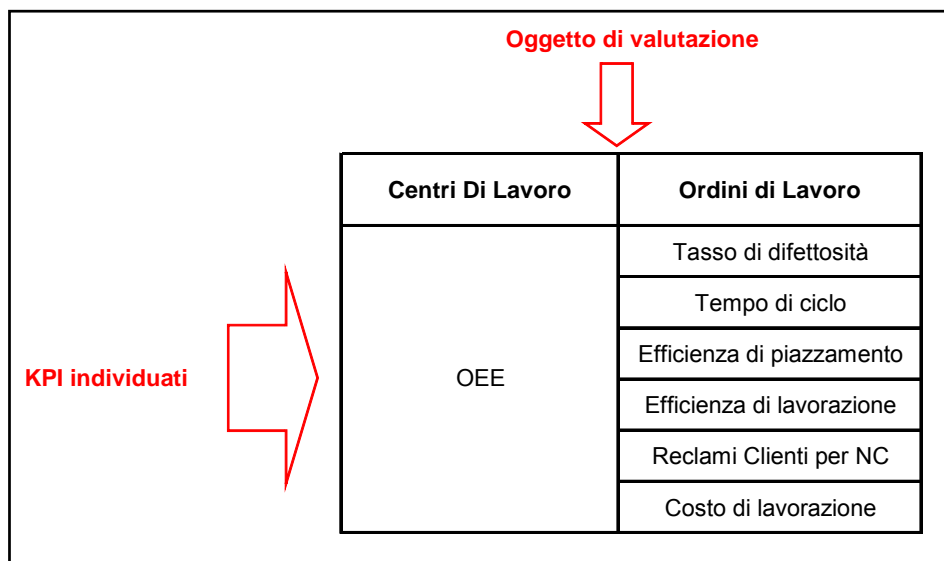 Oggetto di valutazione
Centri Di Lavoro
Ordini di Lavoro
Tasso di difettosità
Tempo di ciclo
Efficienza di piazzamento
KPI individuati
OEE
Efficienza di lavorazione
Reclami Clienti per NC
Costo di lavorazione